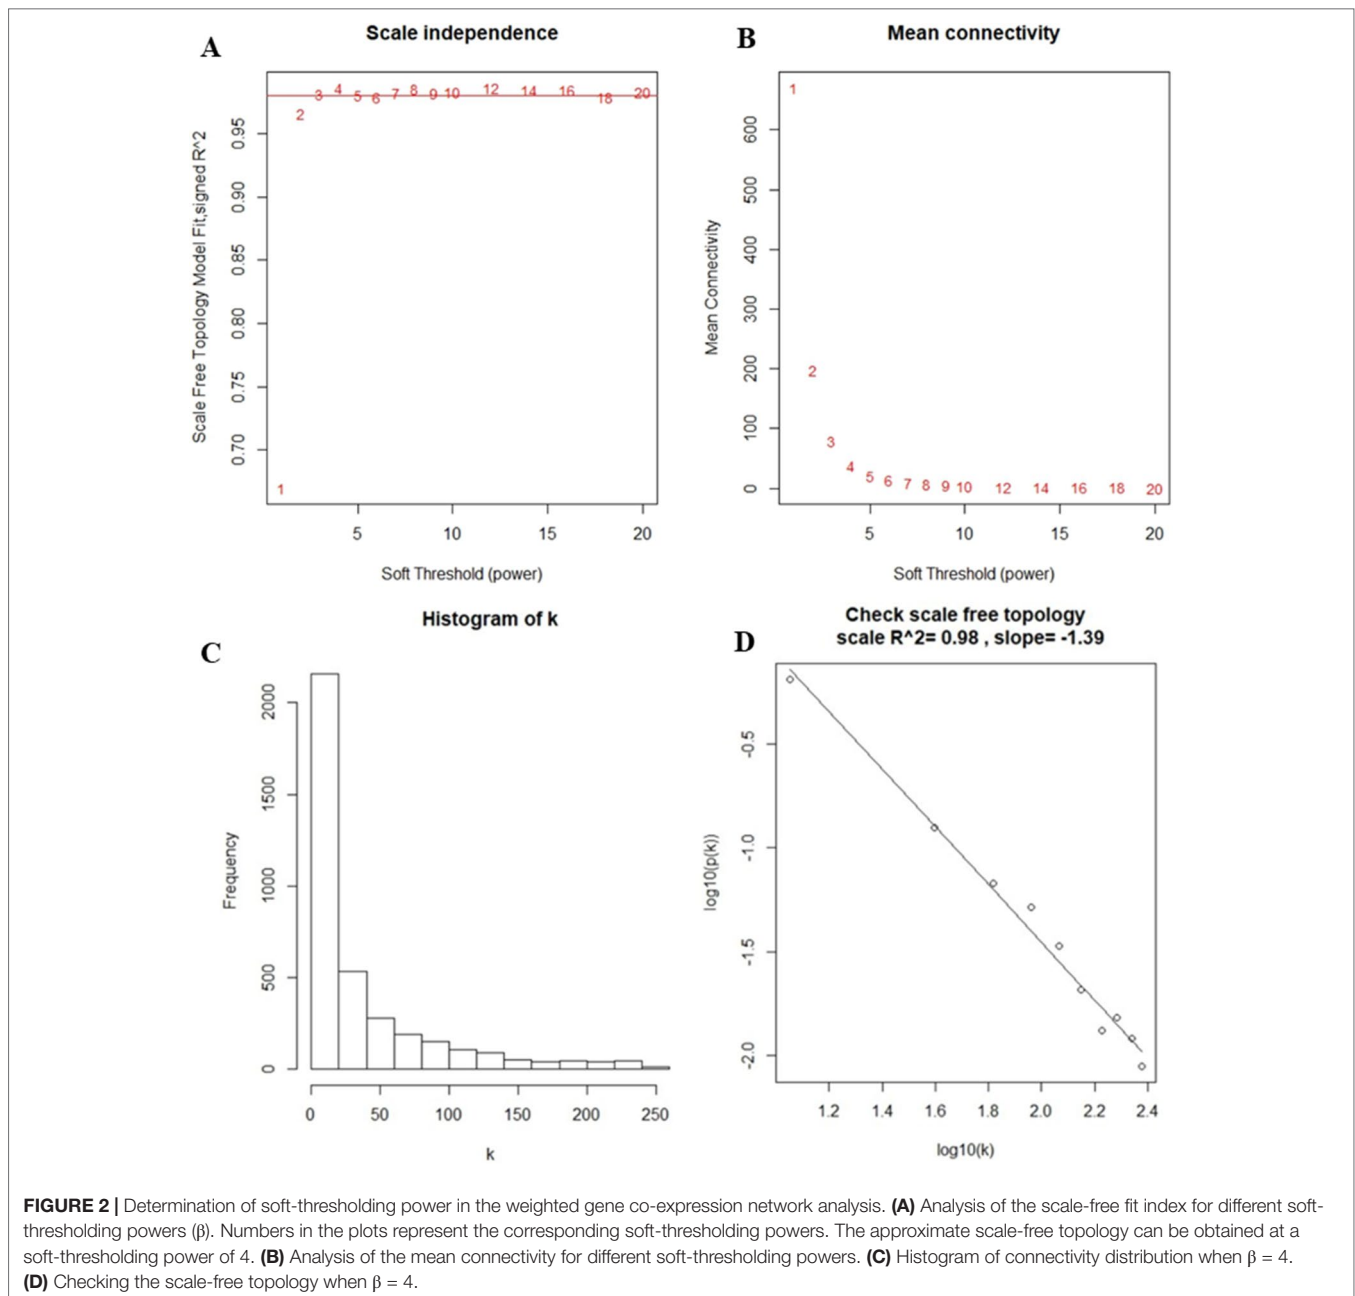 A
Scale independence
Scale Free Topology Model Fit,signed R^2
0.95
0.90
0.85
0.80
0.75
0.70
1
2
3
4
5
6
7
8
9
10
12
14
16
18
20
5 10 15 20
Soft Threshold (power)
B
Mean connectivity
Mean Connectivity
600
500
400
300
200
100
0
1
2
3
4
5
6
7
8
9
10
12
14
16
18
20
5 10 15 20
Soft Threshold (power)
C
Histogram of k
Frequency
2000
1500
1000
500
0
0 50 100 150 200 250
k
D
Check scale free topology
scale R^2= 0.98 , slope= -1.39
log10(p(k))
-0.5
-1.0
-1.5
-2.0
1.2 1.4 1.6 1.8 2.0 2.2 2.4
log10(k)
FIGURE 2 | Determination of soft-thresholding power in the weighted gene co-expression network analysis. (A) Analysis of the scale-free fit index for different soft-
thresholding powers (β). Numbers in the plots represent the corresponding soft-thresholding powers. The approximate scale-free topology can be obtained at a
soft-thresholding power of 4. (B) Analysis of the mean connectivity for different soft-thresholding powers. (C) Histogram of connectivity distribution when β = 4.
(D) Checking the scale-free topology when β = 4.